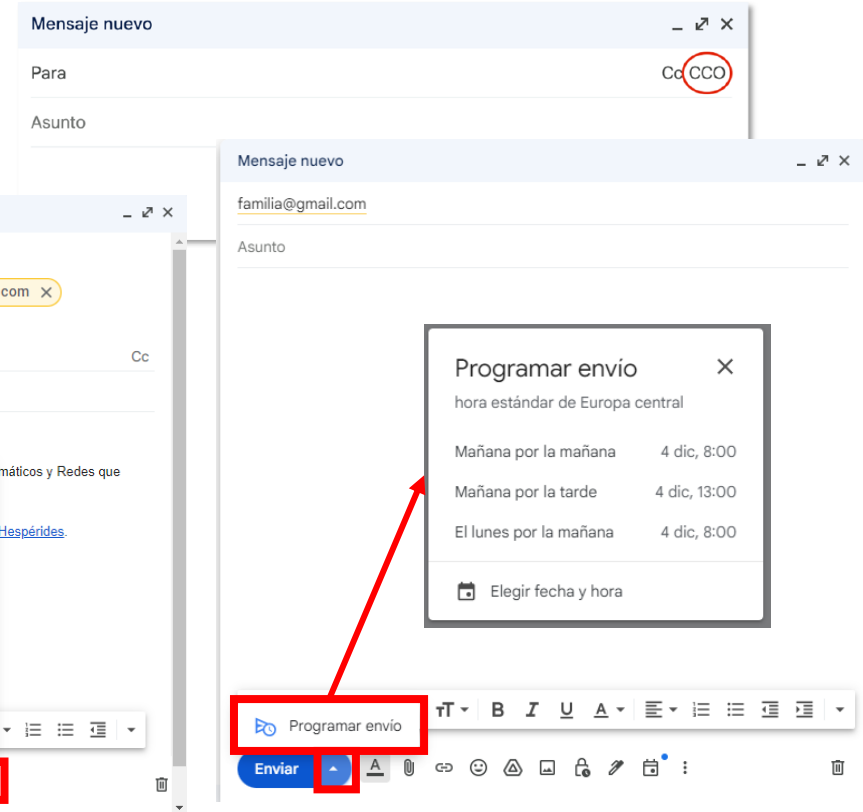 Mensaje nuevo
Para
Cc CCO
Asunto
Mensaje nuevo
familia@gmail.com
Asunto
com
Cc
máticos y Redes que
Hespérides.
Programar envío
hora estándar de Europa central
Mañana por la mañana 4 dic, 8:00
Mañana por la tarde 4 dic, 13:00
El lunes por la mañana 4 dic, 8:00
Elegir fecha y hora
Programar envío
Enviar